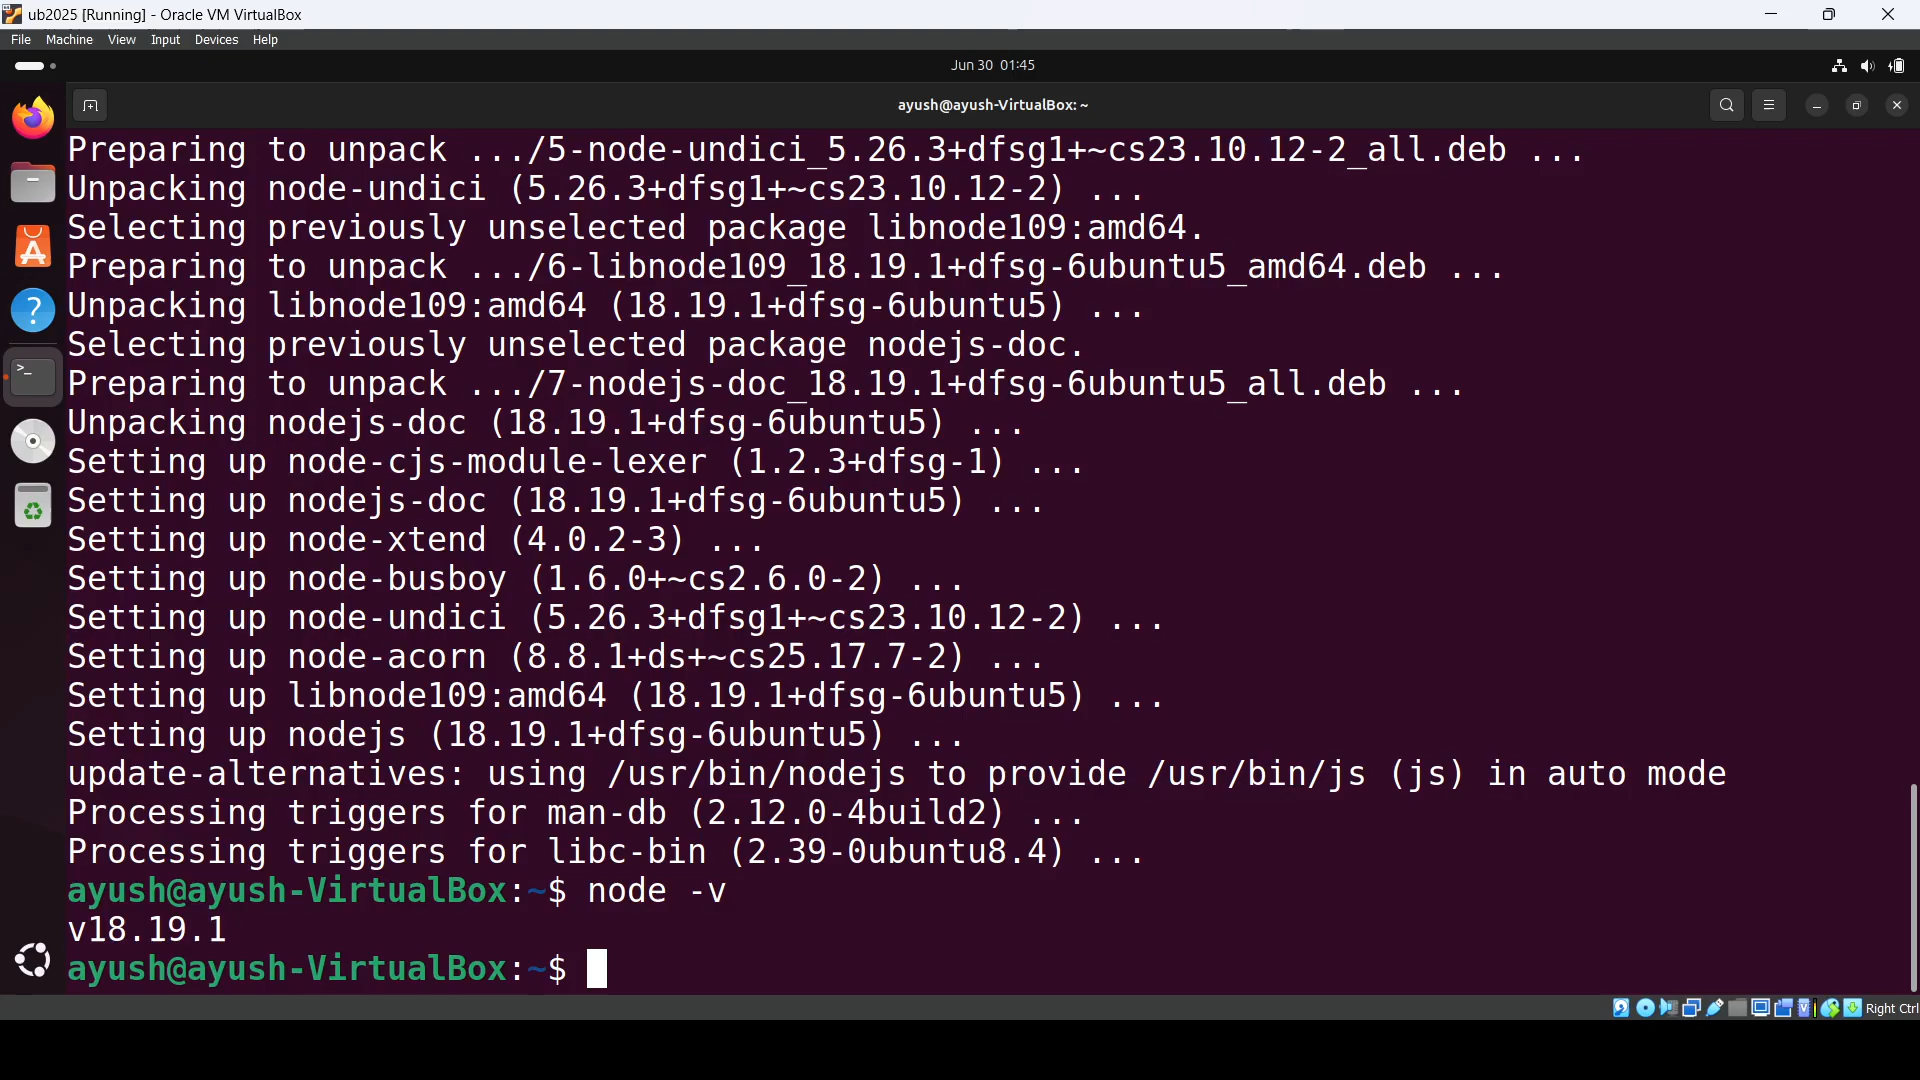 ub2025 [Running] - Oracle VM VirtualBox
File Machine View Input Devices Help
Jun 30 01:45
ayush@ayush-VirtualBox: ~
Preparing to unpack .../5-node-undici_5.26.3+dfsg1+~cs23.10.12-2_all.deb ...
Unpacking node-undici (5.26.3+dfsg1+~cs23.10.12-2) ...
Selecting previously unselected package libnode109:amd64.
Preparing to unpack .../6-libnode109_18.19.1+dfsg-6ubuntu5_amd64.deb ...
Unpacking libnode109:amd64 (18.19.1+dfsg-6ubuntu5) ...
Selecting previously unselected package nodejs-doc.
Preparing to unpack .../7-nodejs-doc_18.19.1+dfsg-6ubuntu5_all.deb ...
Unpacking nodejs-doc (18.19.1+dfsg-6ubuntu5) ...
Setting up node-cjs-module-lexer (1.2.3+dfsg-1) ...
Setting up nodejs-doc (18.19.1+dfsg-6ubuntu5) ...
Setting up node-xtend (4.0.2-3) ...
Setting up node-busboy (1.6.0+~cs2.6.0-2) ...
Setting up node-undici (5.26.3+dfsg1+~cs23.10.12-2) ...
Setting up node-acorn (8.8.1+ds+~cs25.17.7-2) ...
Setting up libnode109:amd64 (18.19.1+dfsg-6ubuntu5) ...
Setting up nodejs (18.19.1+dfsg-6ubuntu5) ...
update-alternatives: using /usr/bin/nodejs to provide /usr/bin/js (js) in auto mode
Processing triggers for man-db (2.12.0-4build2) ...
Processing triggers for libc-bin (2.39-0ubuntu8.4) ...
ayush@ayush-VirtualBox:~$ node -v
v18.19.1
ayush@ayush-VirtualBox:~$
Right Ctrl